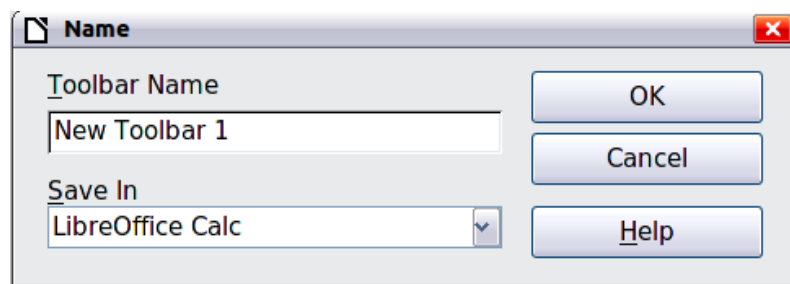 Name
Toolbar Name
New Toolbar 1
Save In
LibreOffice Calc
OK
Cancel
Help